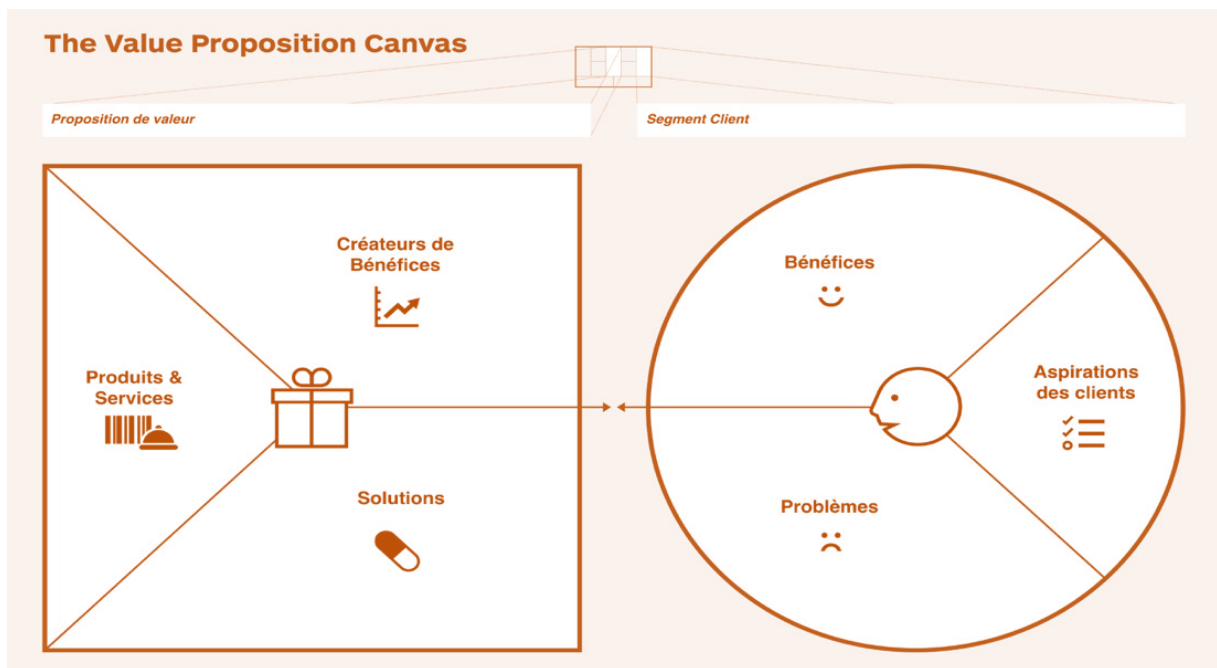 The Value Proposition Canvas
Proposition de valeur
Segment Client
Créateurs de
Bénéfices
Produits &
Services
Solutions
Bénéfices
Aspirations
des clients
Problèmes